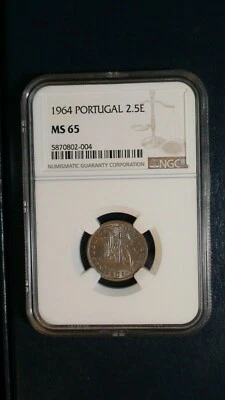 1964 PORTUGAL 2.5E
MS 65
5870802-004
NUMISMATIC GUARANTY CORPORATION
NGC